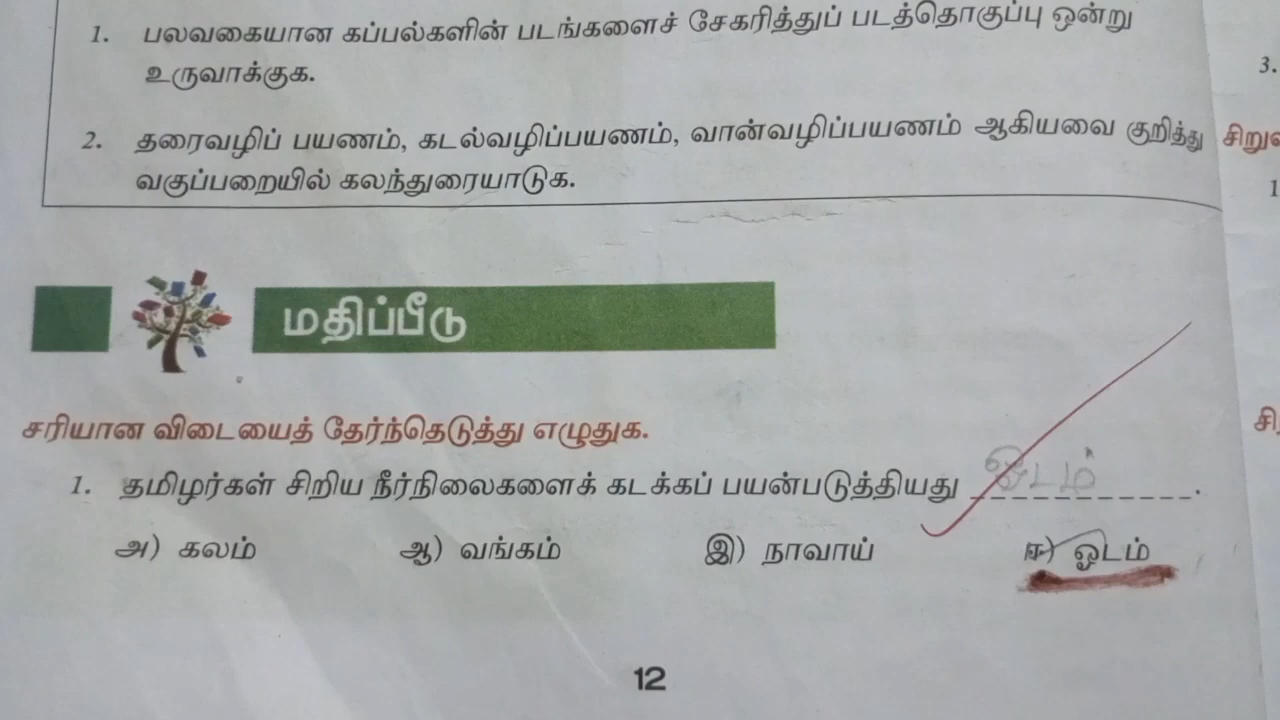 1. பலவகையான கப்பல்களின் படங்களைச் சேகரித்துப் படத்தொகுப்பு ஒன்று
உருவாக்குக.
2. தரைவழிப் பயணம், கடல்வழிப்பயணம், வான்வழிப்பயணம் ஆகியவை குறித்து
வகுப்பறையில் கலந்துரையாடுக.
மதிப்பீடு
சரியான விடையைத் தேர்ந்தெடுத்து எழுதுக.
1. தமிழர்கள் சிறிய நீர்நிலைகளைக் கடக்கப் பயன்படுத்தியது ஓடம்.
அ) கலம் ஆ) வங்கம் இ) நாவாய் ஈ) ஓடம்
12
3.
1